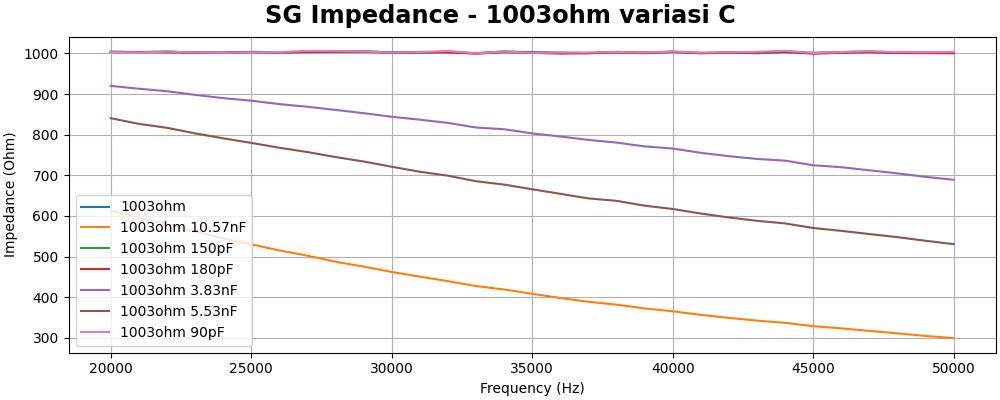 SG Impedance - 1003ohm variasi C
Impedance (Ohm)
1000
900
800
700
600
500
400
300
1003ohm
1003ohm 10.57nF
1003ohm 150pF
1003ohm 180pF
1003ohm 3.83nF
1003ohm 5.53nF
1003ohm 90pF
20000 25000 30000 35000 40000 45000 50000
Frequency (Hz)